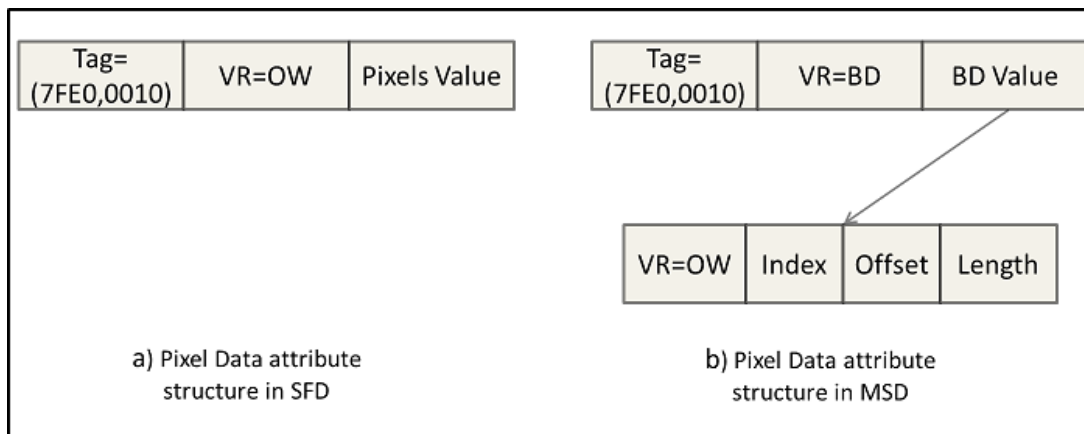 Tag=
(7FE0,0010)
VR=OW
Pixels Value
Tag=
(7FE0,0010)
VR=BD
BD Value
VR=OW
Index
Offset
Length
a) Pixel Data attribute
structure in SFD
b) Pixel Data attribute
structure in MSD